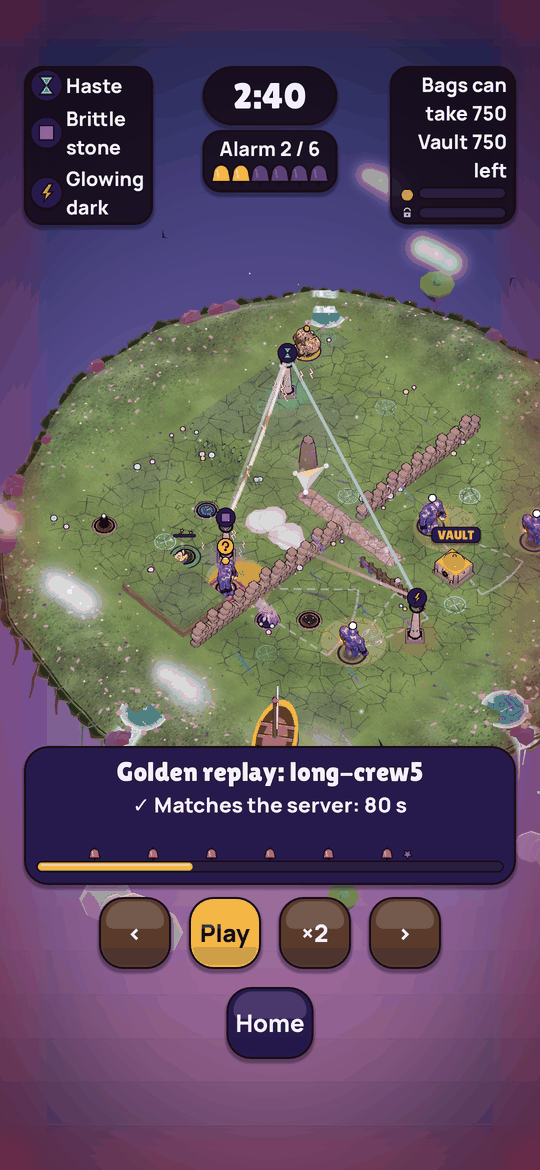 Haste
Brittle
stone
Glowing
dark
2:40
Alarm 2 / 6
Bags can
take 750
Vault 750
left
?
VAULT
Golden replay: long-crew5
✓ Matches the server: 80 s
‹
Play
×2
›
Home